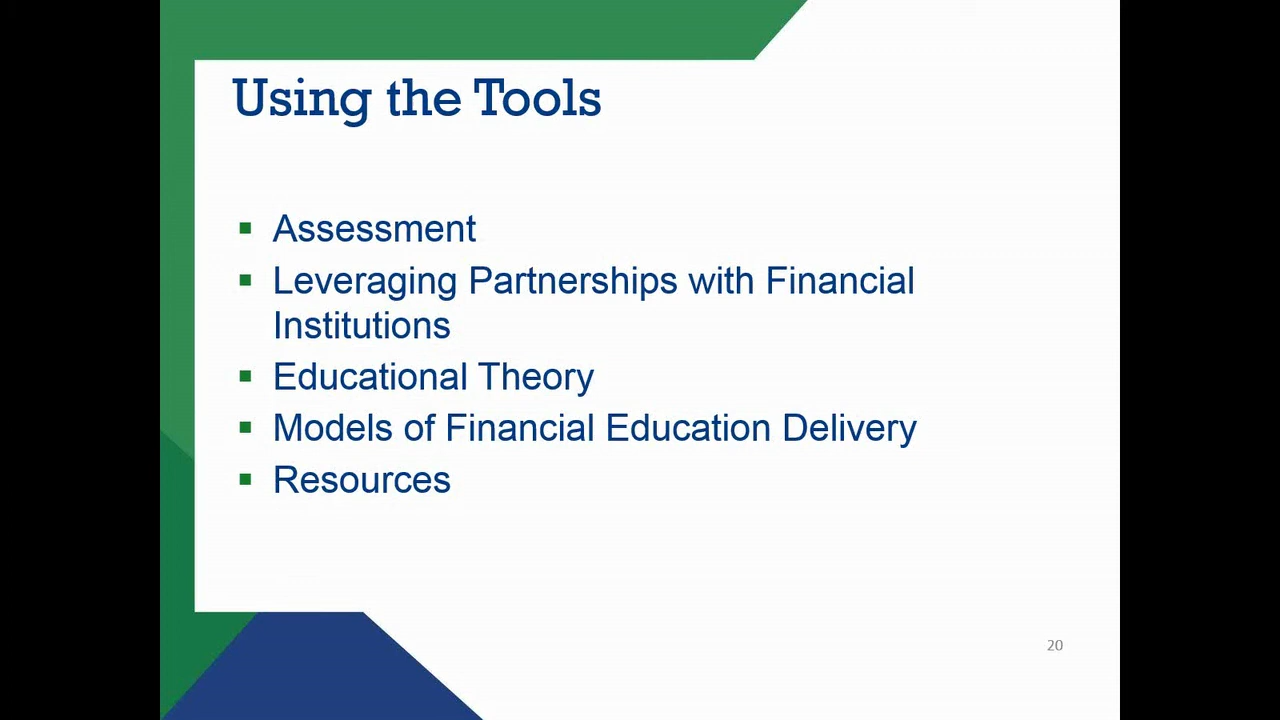 Using the Tools
Assessment
Leveraging Partnerships with Financial
Institutions
Educational Theory
Models of Financial Education Delivery
Resources
20